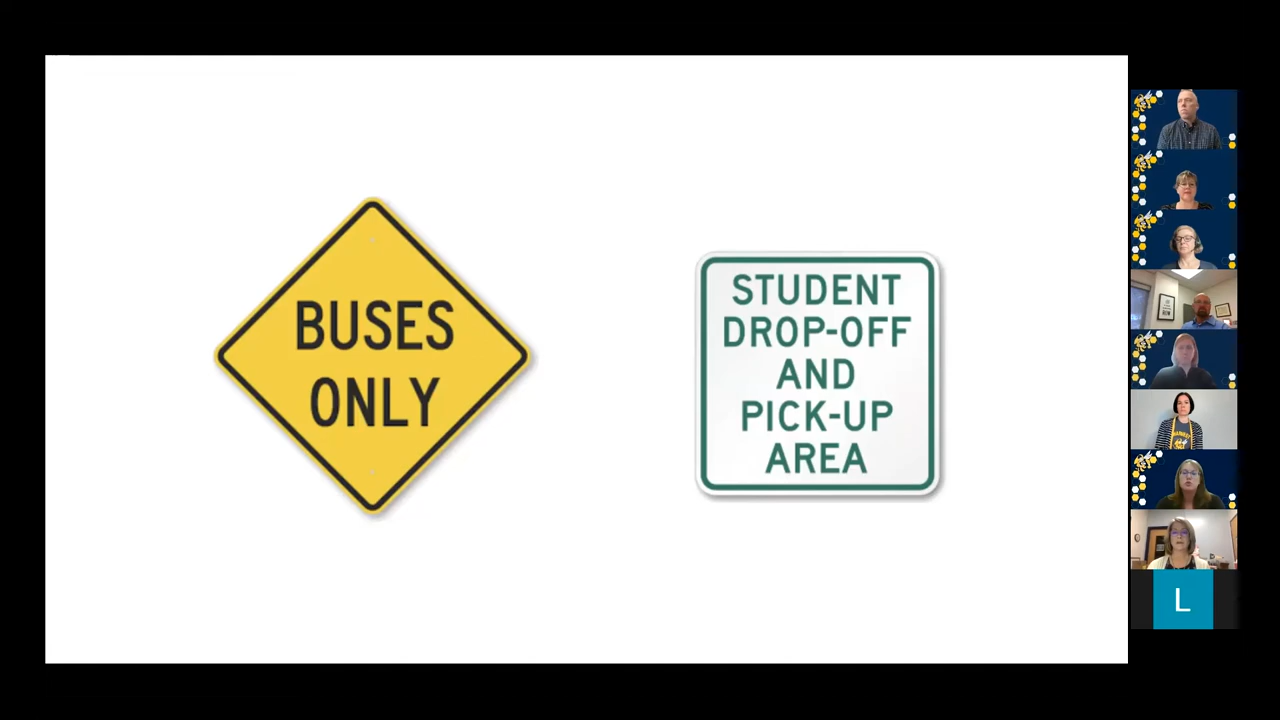 BUSES
ONLY
STUDENT
DROP-OFF
AND
PICK-UP
AREA
L